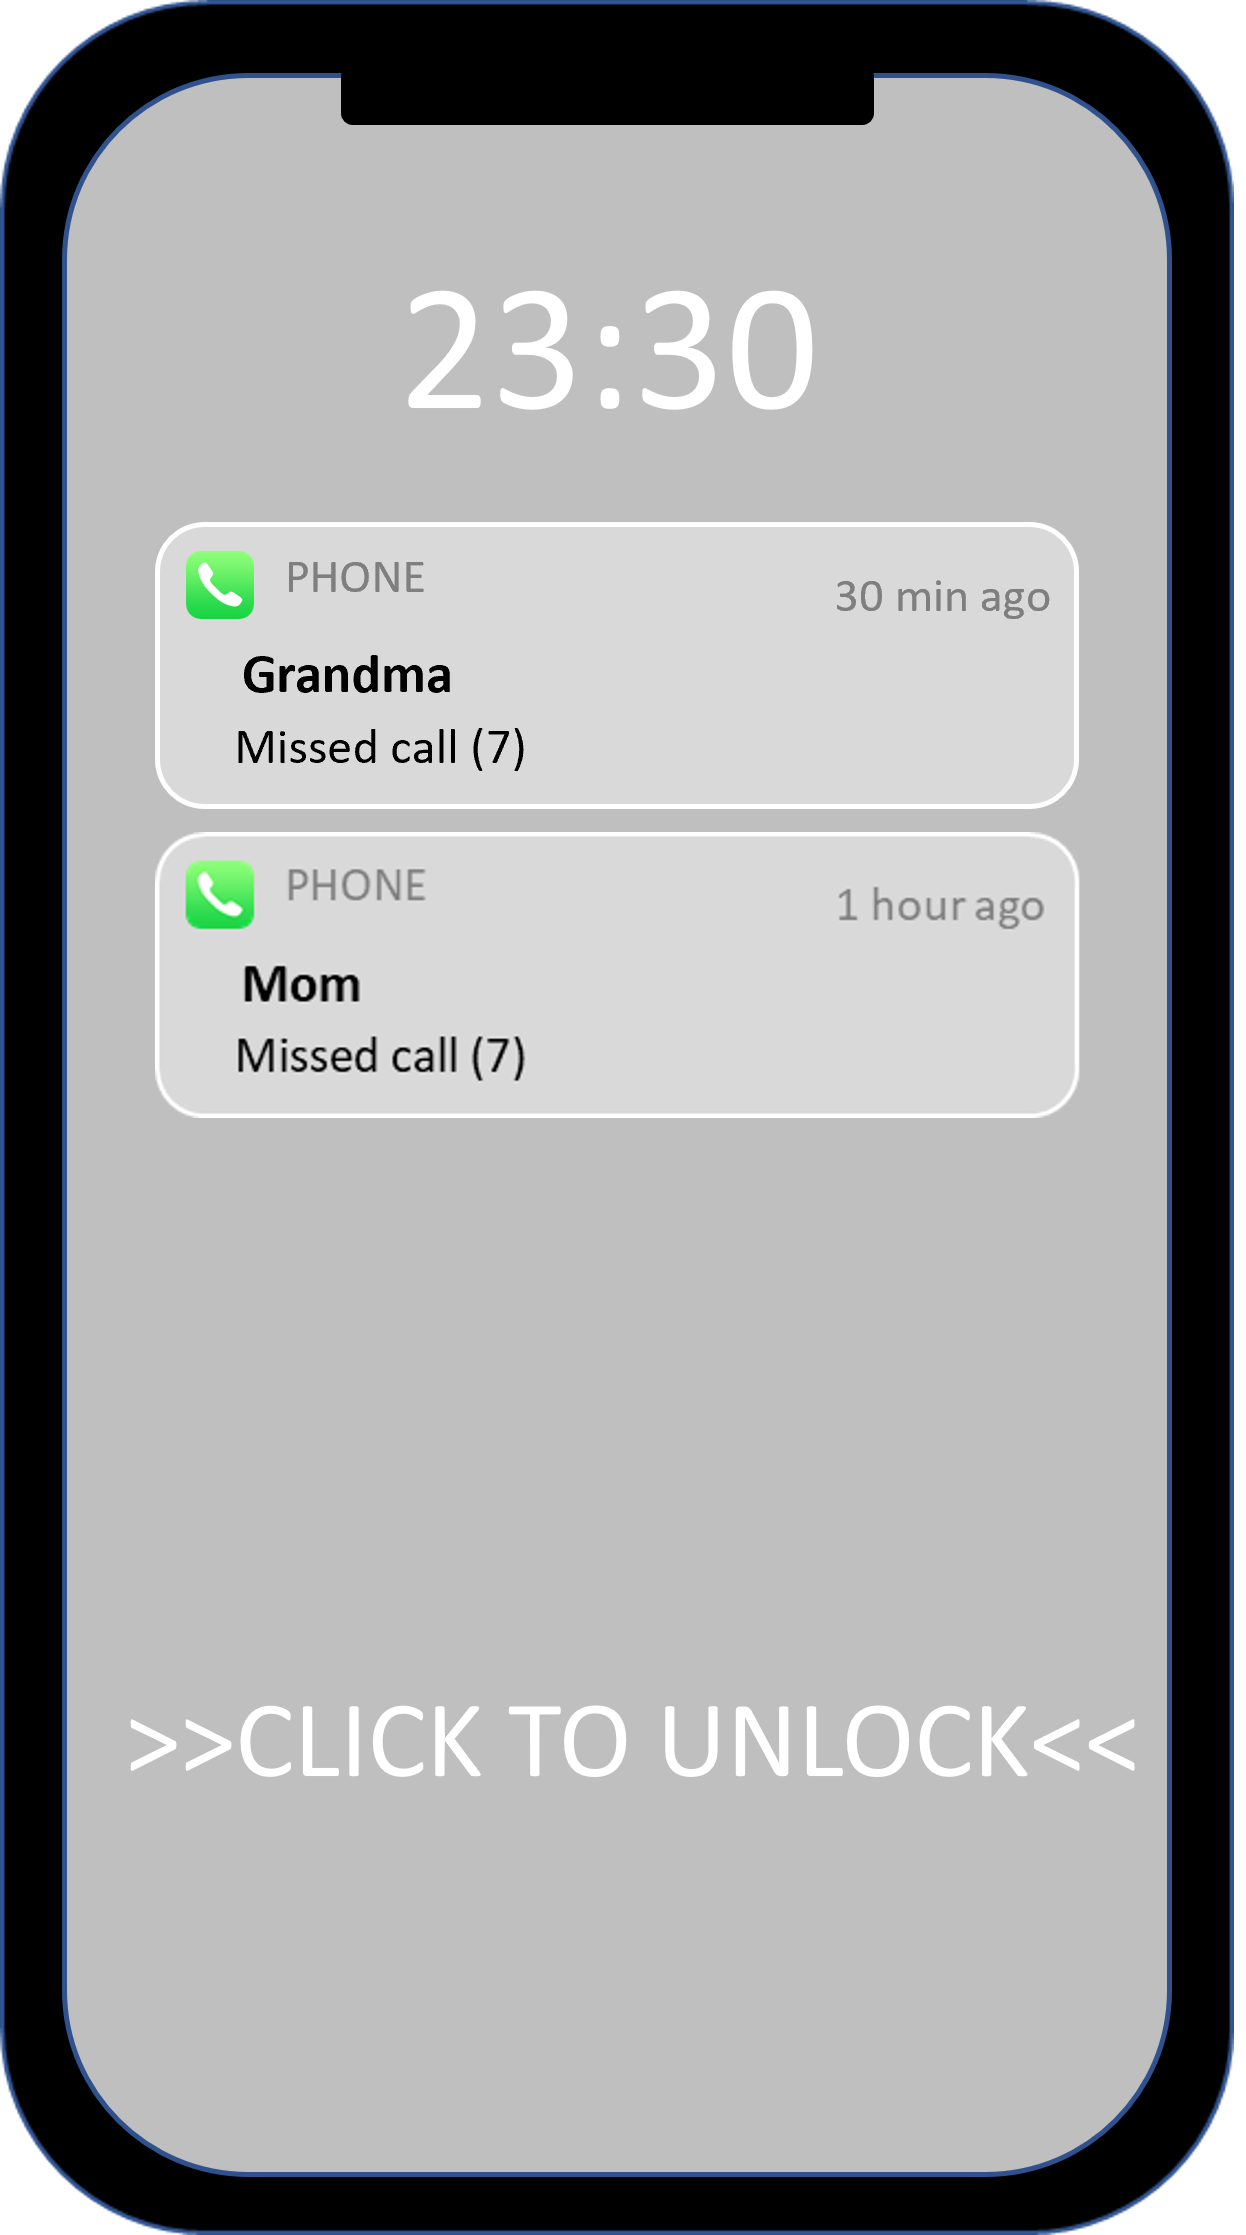 23:30
PHONE
30 min ago
Grandma
Missed call (7)
PHONE
1 hour ago
Mom
Missed call (7)
>>CLICK TO UNLOCK<<